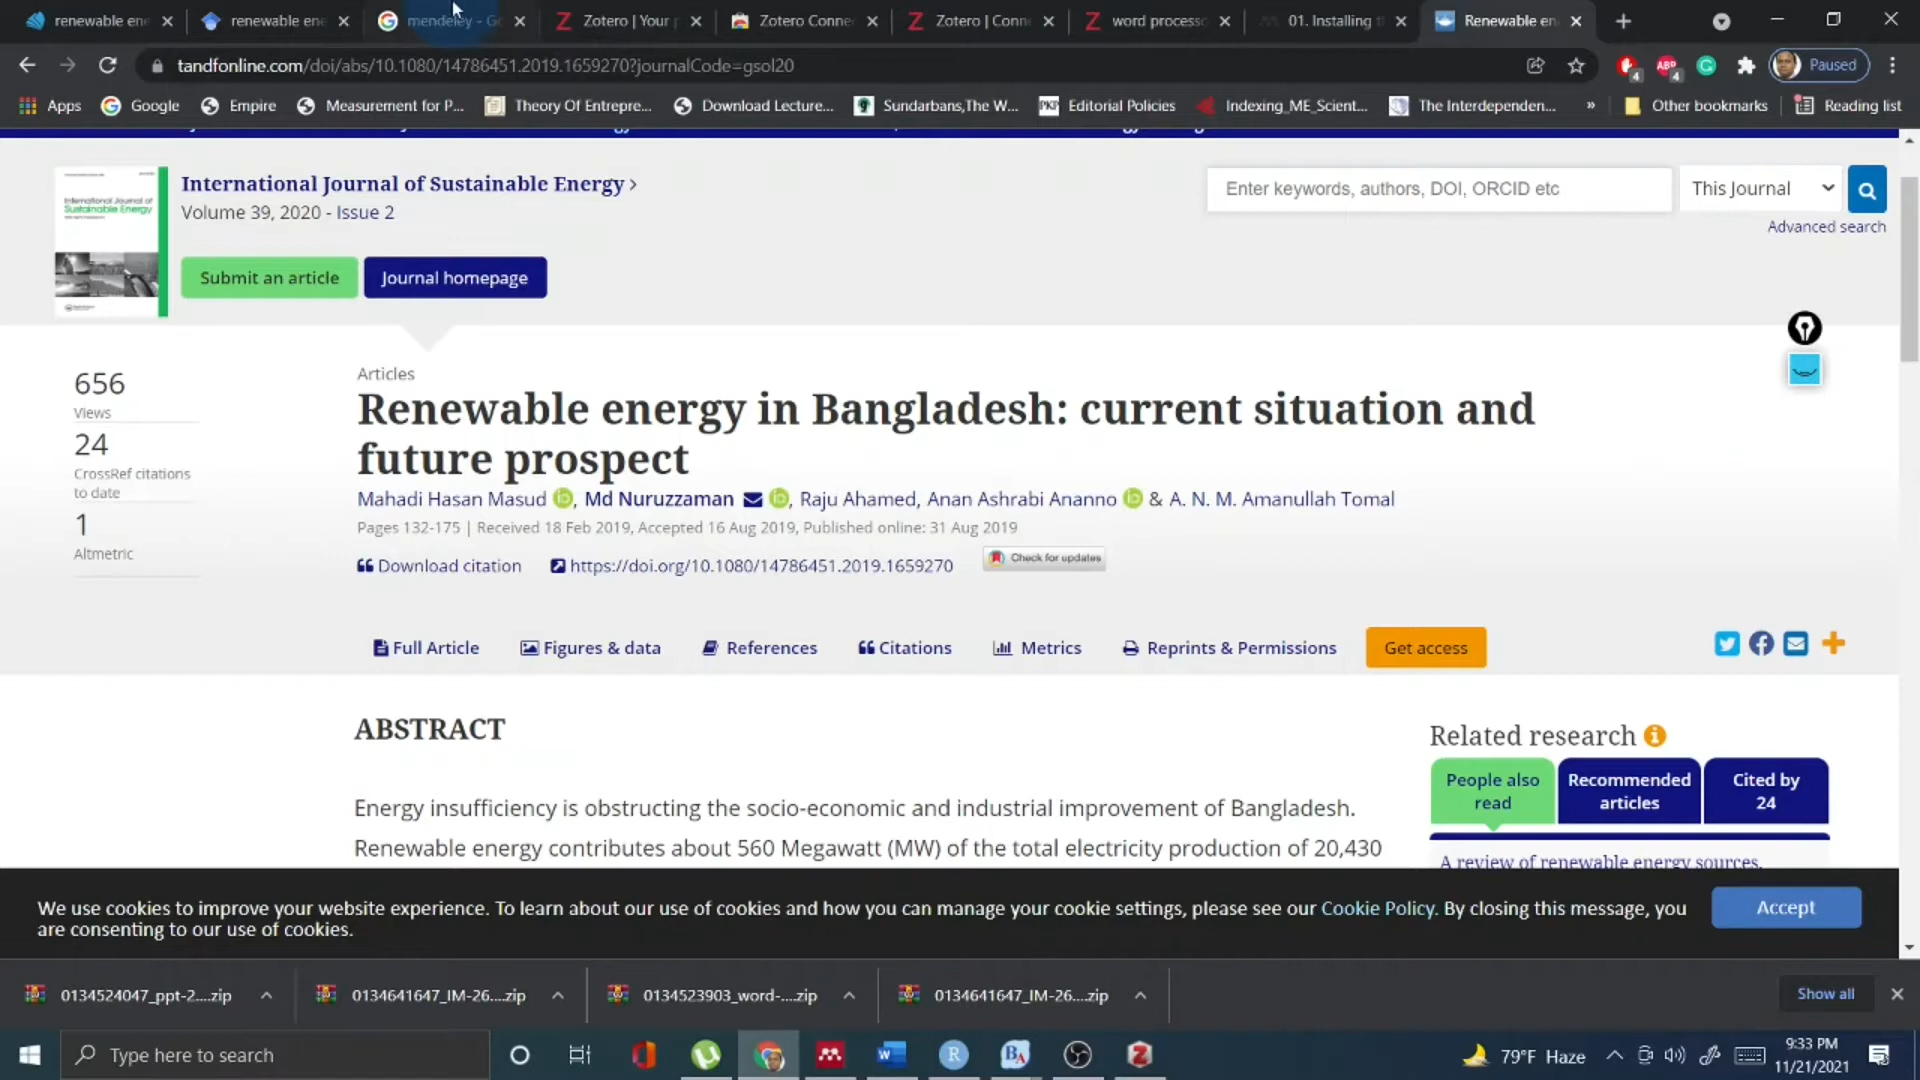 renewable en
renewable en
mendeley - G
Zotero | Your p
Zotero Conne
Zotero | Conn
word process
01. Installing t
Renewable en
tandfonline.com/doi/abs/10.1080/14786451.2019.1659270?journalCode=gsol20
4
ABP
4
Paused
Apps
Google
Empire
Measurement for P...
Theory Of Entrepre...
Download Lecture...
Sundarbans,The W...
PKP
Editorial Policies
Indexing_ME_Scient...
The Interdependen...
»
Other bookmarks
Reading list
International Journal of
Sustainable Energy
International Journal of Sustainable Energy >
Volume 39, 2020 - Issue 2
Submit an article
Journal homepage
Enter keywords, authors, DOI, ORCID etc
This Journal
Advanced search
656
Views
24
CrossRef citations
to date
1
Altmetric
Articles
Renewable energy in Bangladesh: current situation and
future prospect
Mahadi Hasan Masud, Md Nuruzzaman, Raju Ahamed, Anan Ashrabi Ananno & A. N. M. Amanullah Tomal
Pages 132-175 | Received 18 Feb 2019, Accepted 16 Aug 2019, Published online: 31 Aug 2019
Download citation
https://doi.org/10.1080/14786451.2019.1659270
Check for updates
Full Article
Figures & data
References
Citations
Metrics
Reprints & Permissions
Get access
ABSTRACT
Energy insufficiency is obstructing the socio-economic and industrial improvement of Bangladesh.
Renewable energy contributes about 560 Megawatt (MW) of the total electricity production of 20,430
Related research
People also
read
Recommended
articles
Cited by
24
A review of renewable energy sources,
We use cookies to improve your website experience. To learn about our use of cookies and how you can manage your cookie settings, please see our Cookie Policy. By closing this message, you
are consenting to our use of cookies.
Accept
0134524047_ppt-2....zip
0134641647_IM-26....zip
0134523903_word-....zip
0134641647_IM-26....zip
Show all
Type here to search
79°F Haze
9:33 PM
11/21/2021